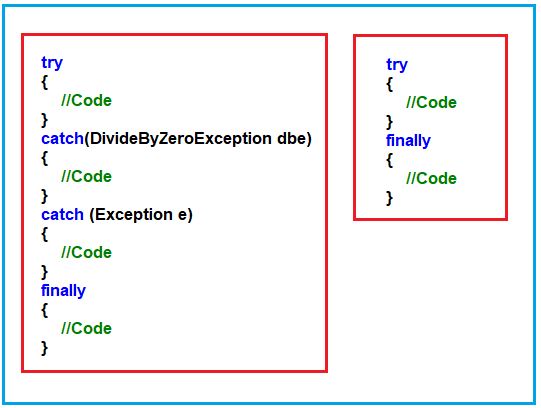 try
{
//Code
}
catch(DivideByZeroException dbe)
{
//Code
}
catch (Exception e)
{
//Code
}
finally
{
//Code
}
try
{
//Code
}
finally
{
//Code
}